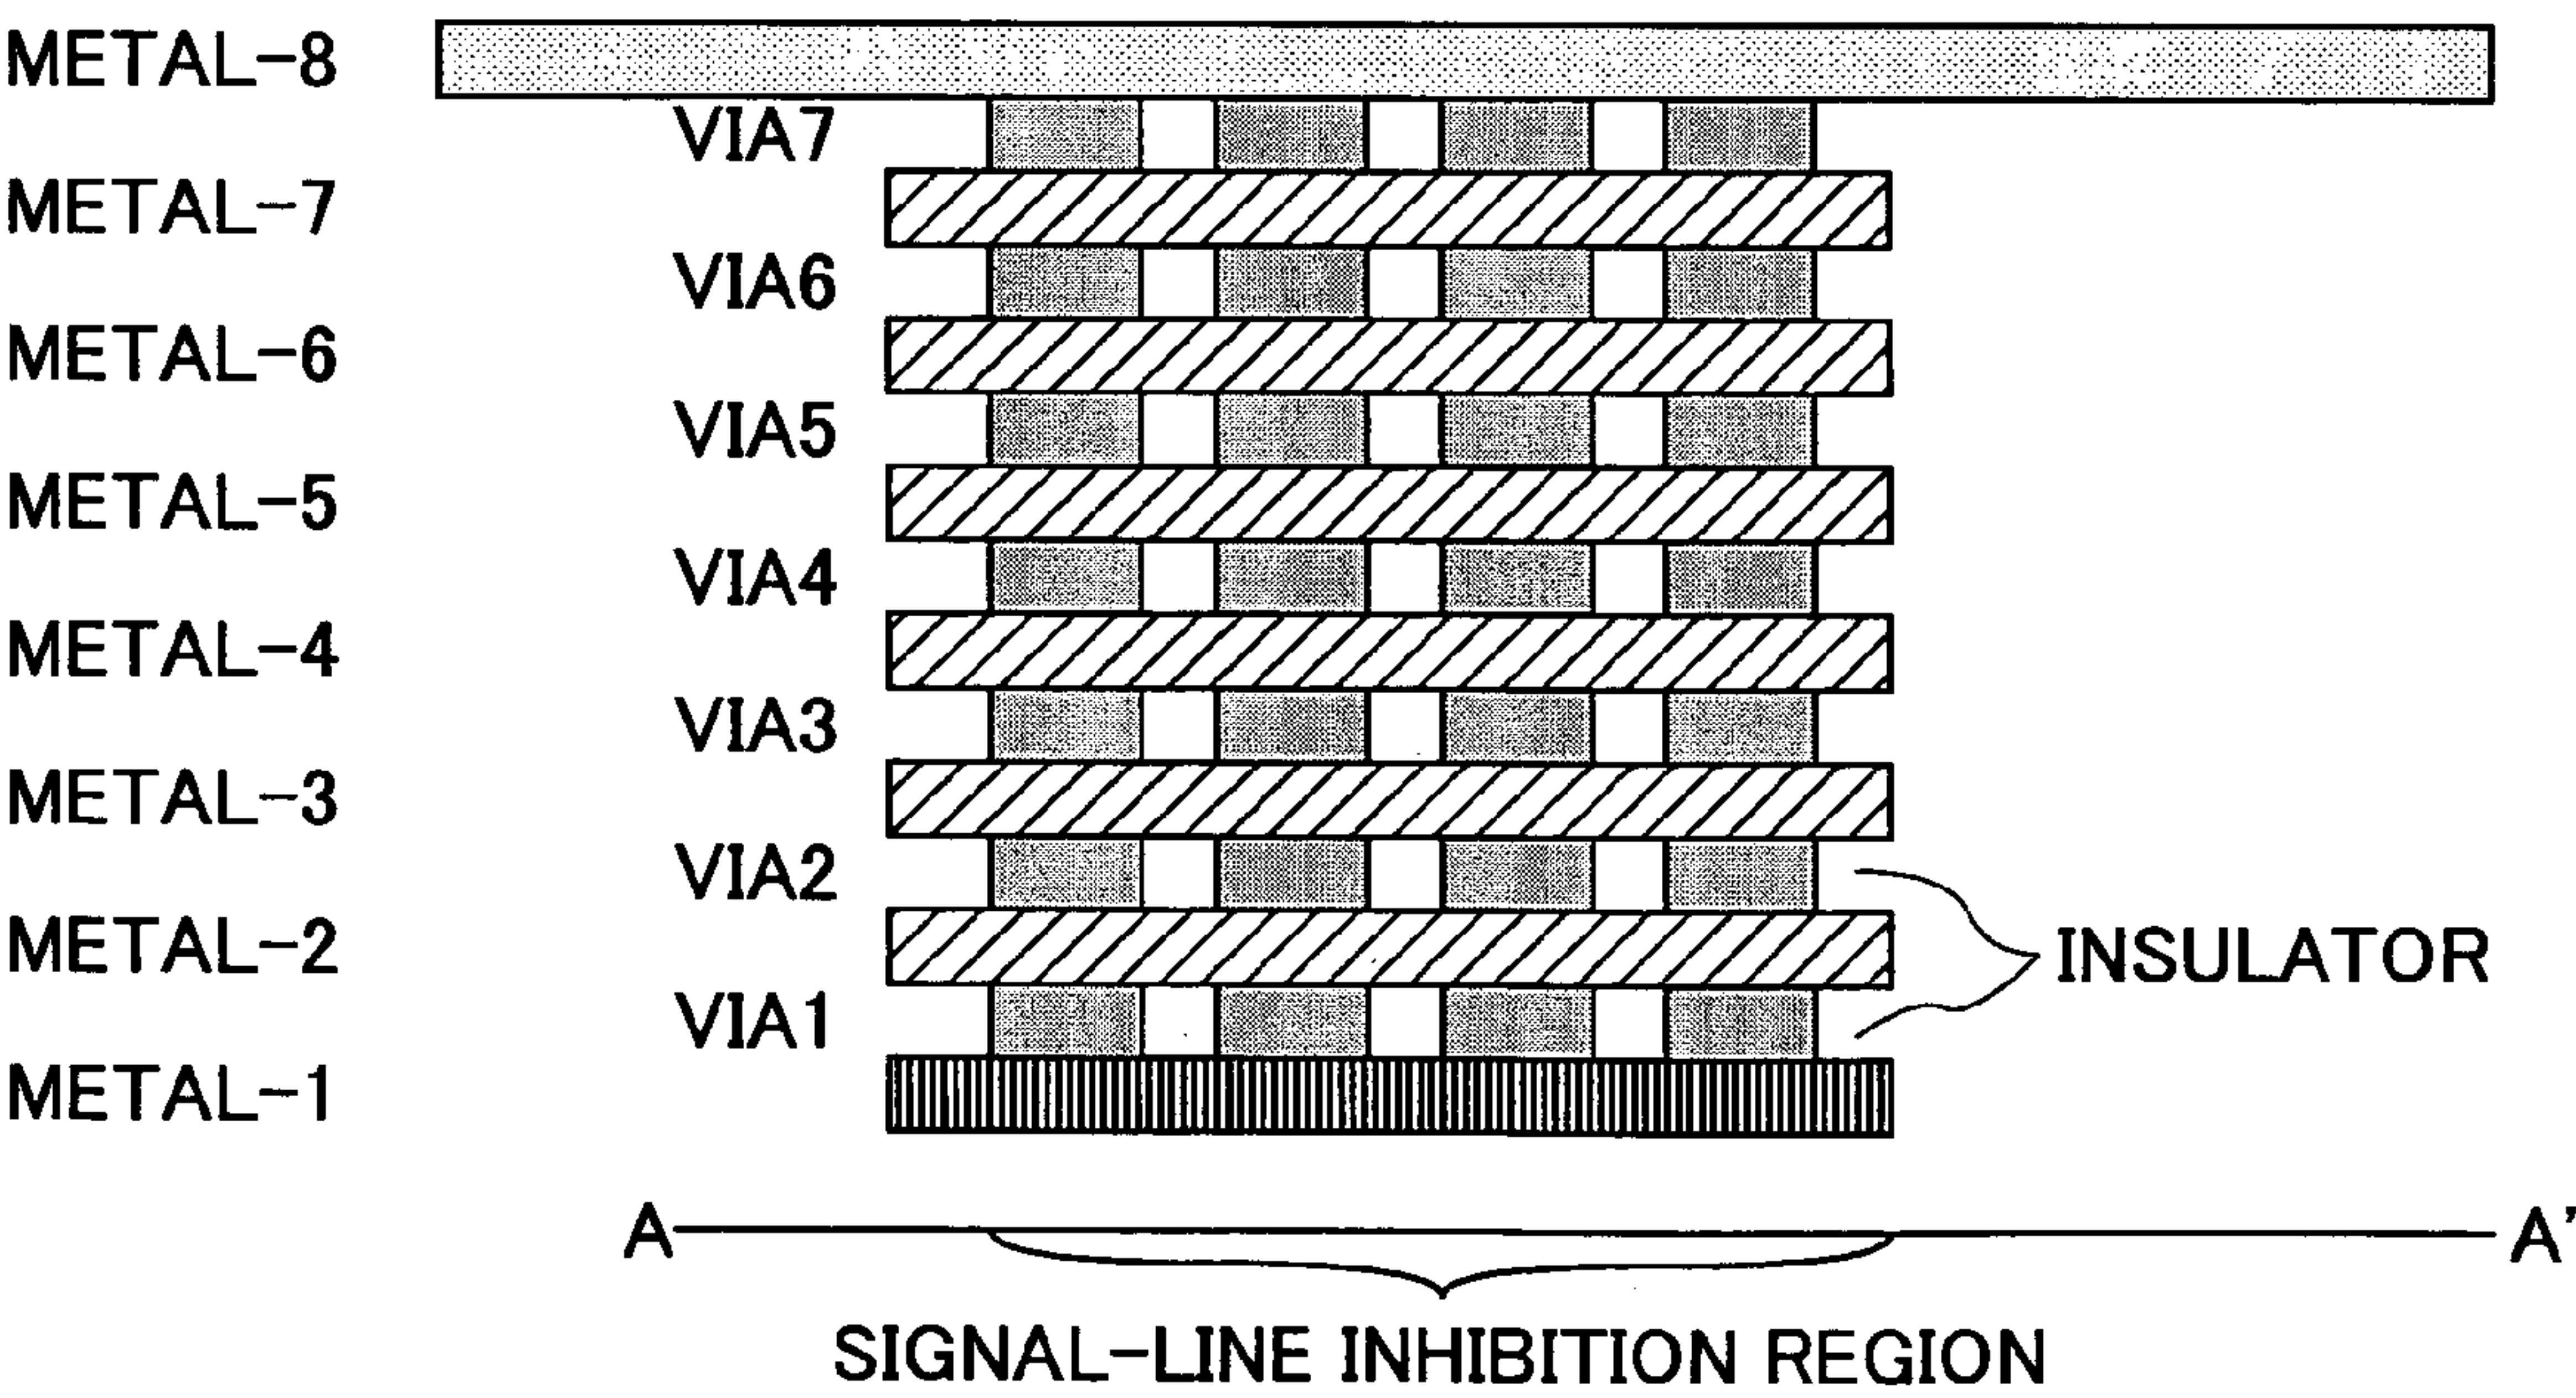 METAL-8
VIA7
METAL-7
VIA6
METAL-6
VIA5
METAL-5
VIA4
METAL-4
VIA3
METAL-3
VIA2
METAL-2
INSULATOR
VIA1
METAL-1
A A'
SIGNAL-LINE INHIBITION REGION